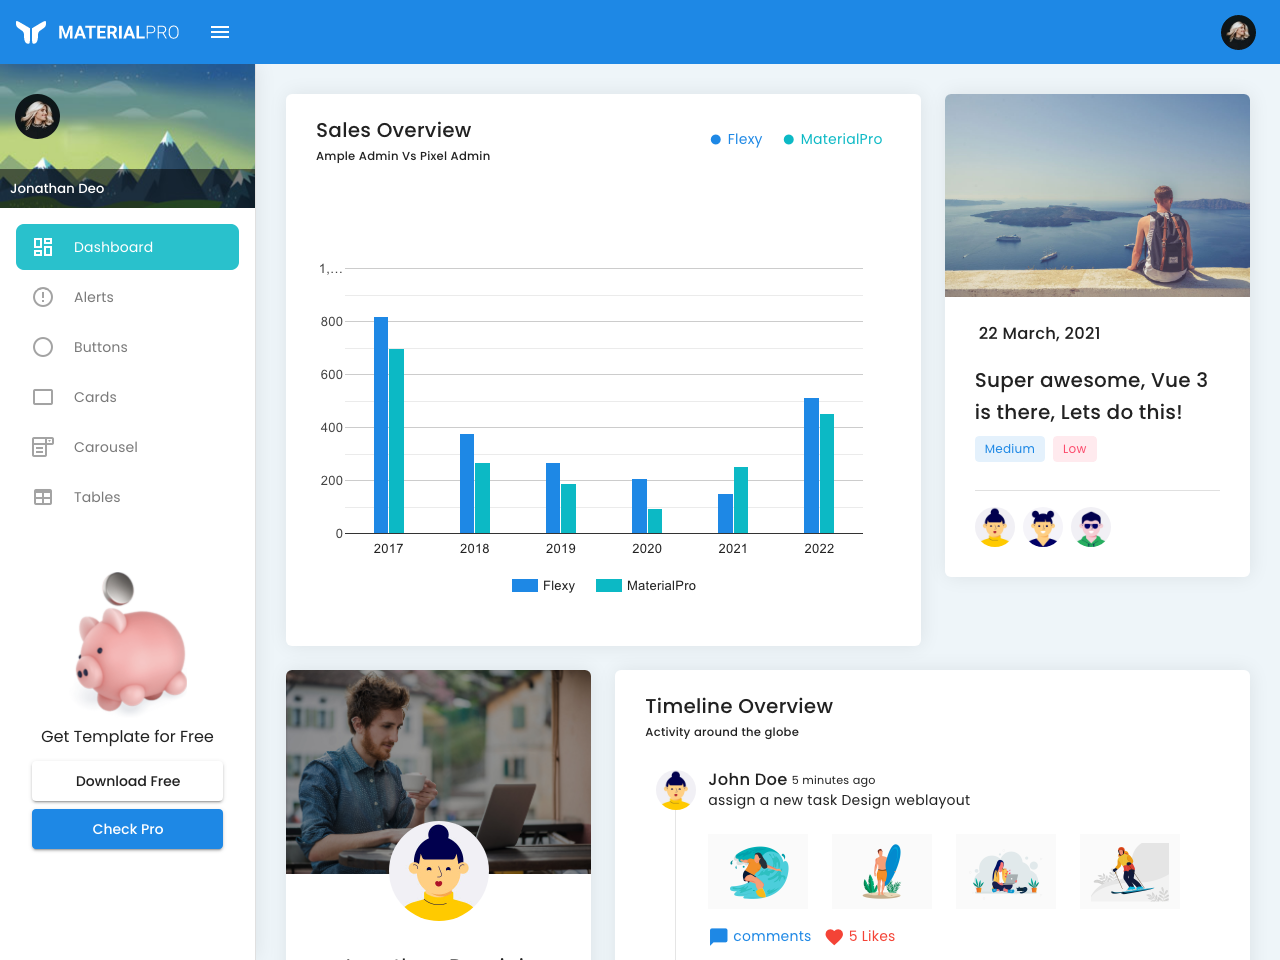 MATERIALPRO
Jonathan Deo
Dashboard
Alerts
Buttons
Cards
Carousel
Tables
Get Template for Free
Download Free
Check Pro
Sales Overview
Ample Admin Vs Pixel Admin
Flexy
MaterialPro
1,...
800
600
400
200
0
2017 2018 2019 2020 2021 2022
Flexy MaterialPro
22 March, 2021
Super awesome, Vue 3
is there, Lets do this!
Medium Low
Timeline Overview
Activity around the globe
John Doe 5 minutes ago
assign a new task Design weblayout
comments 5 Likes